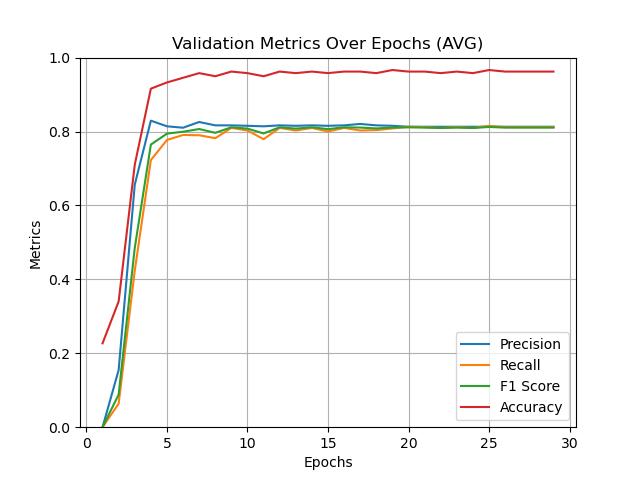 Validation Metrics Over Epochs (AVG)
1.0
0.8
0.6
0.4
0.2
0.0
Metrics
0 5 10 15 20 25 30
Epochs
Precision
Recall
F1 Score
Accuracy